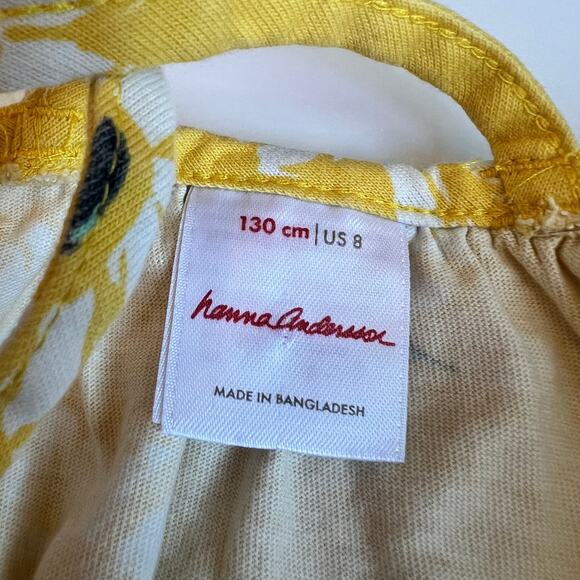 130 cm | US 8
hanna Andersson
MADE IN BANGLADESH